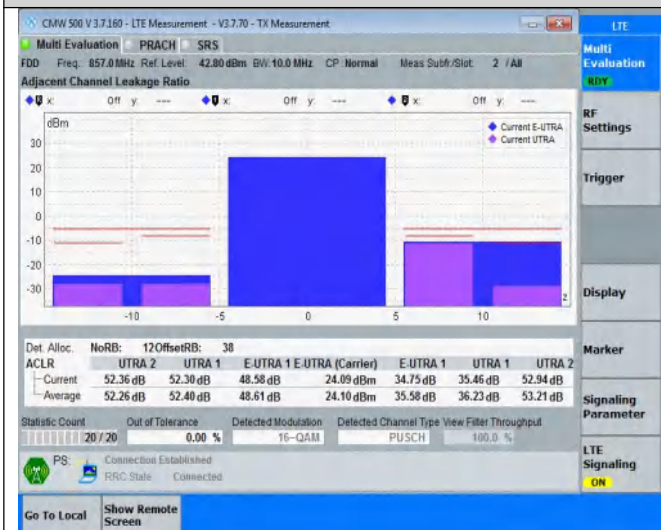 CMW 500 V 3.7.160 - LTE Measurement - V3.7.70 - TX Measurement
LTE
Multi Evaluation PRACH SRS
FDD Freq: 857.0 MHz Ref. Level: 42.80 dBm BW: 10.0 MHz CP: Normal Meas Subfr./Slot: 2 / All
Adjacent Channel Leakage Ratio
x: Off y: --- x: Off y: --- x: Off y: ---
dBm
Current E-UTRA
Current UTRA
30
20
10
0
-10
-20
-30
-10 -5 0 5 10
Det. Alloc. NoRB: 12 OffsetRB: 38
ACLR UTRA 2 UTRA 1 E-UTRA 1 E-UTRA (Carrier) E-UTRA 1 UTRA 1 UTRA 2
Current 52.36 dB 52.30 dB 48.58 dB 24.09 dBm 34.75 dB 35.46 dB 52.94 dB
Average 52.26 dB 52.40 dB 48.61 dB 24.10 dBm 35.58 dB 36.23 dB 53.21 dB
Statistic Count Out of Tolerance Detected Modulation Detected Channel Type View Filter Throughput
20 / 20 0.00 % 16-QAM PUSCH 100.0 %
PS: Connection Established
RRC State Connected
Multi
Evaluation
RDY
RF
Settings
Trigger
Display
Marker
Signaling
Parameter
LTE
Signaling
ON
Go To Local Show Remote
Screen